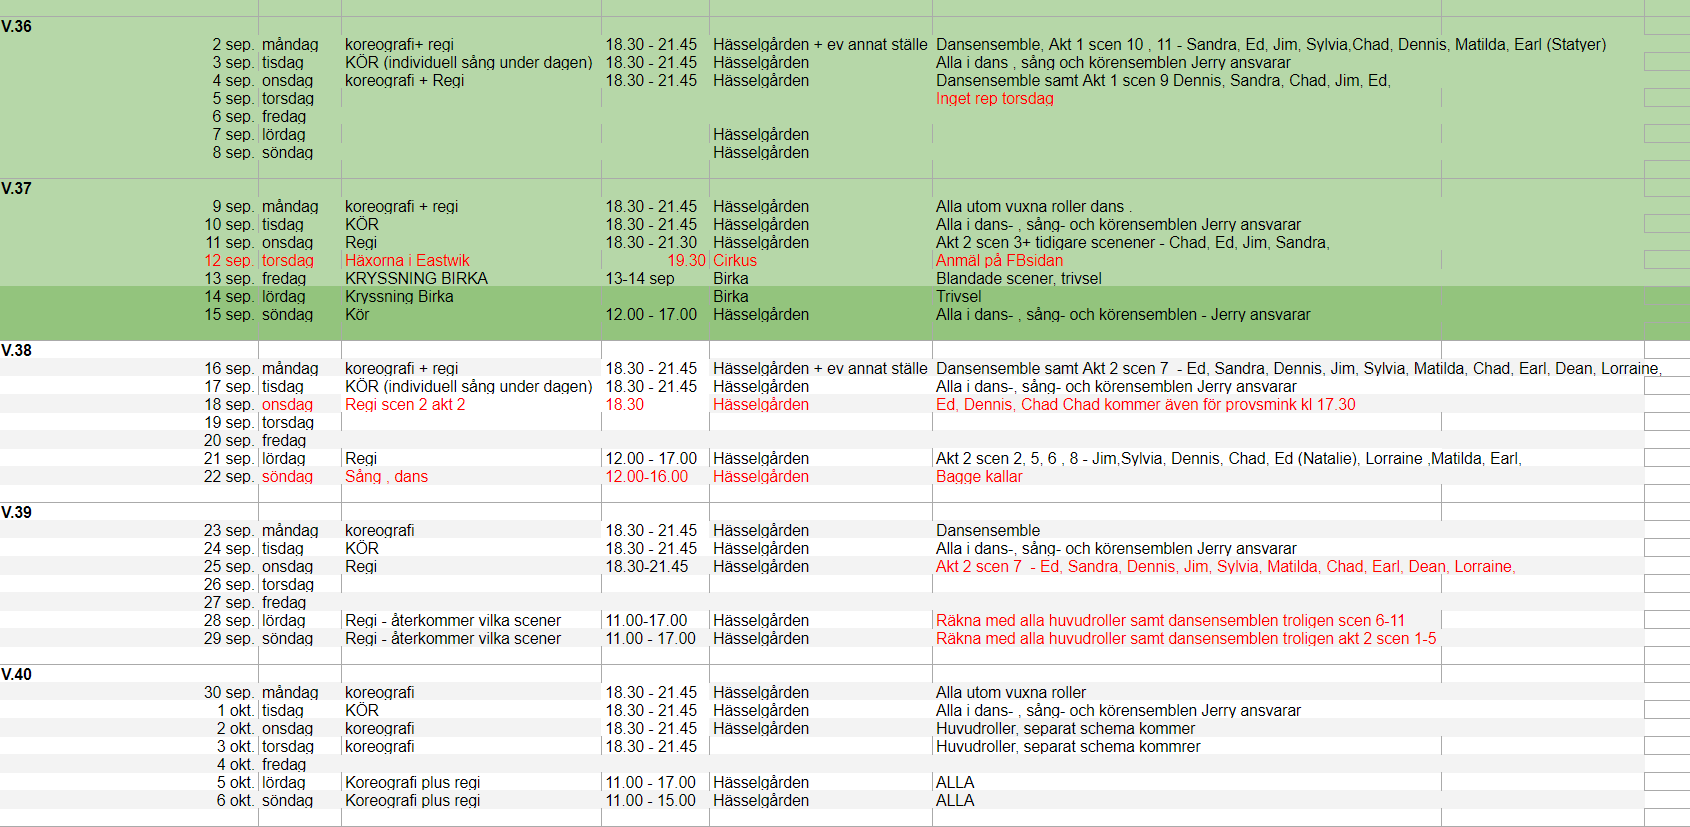 V.36
2 sep. måndag koreografi+ regi 18.30 - 21.45 Hässelgården + ev annat ställe Dansensemble, Akt 1 scen 10 , 11 - Sandra, Ed, Jim, Sylvia,Chad, Dennis, Matilda, Earl (Statyer)
3 sep. tisdag KÖR (individuell sång under dagen) 18.30 - 21.45 Hässelgården Alla i dans , sång och körensemblen Jerry ansvarar
4 sep. onsdag koreografi + Regi 18.30 - 21.45 Hässelgården Dansensemble samt Akt 1 scen 9 Dennis, Sandra, Chad, Jim, Ed,
5 sep. torsdag Inget rep torsdag
6 sep. fredag
7 sep. lördag Hässelgården
8 sep. söndag Hässelgården
V.37
9 sep. måndag koreografi + regi 18.30 - 21.45 Hässelgården Alla utom vuxna roller dans .
10 sep. tisdag KÖR 18.30 - 21.45 Hässelgården Alla i dans- , sång- och körensemblen Jerry ansvarar
11 sep. onsdag Regi 18.30 - 21.30 Hässelgården Akt 2 scen 3+ tidigare scenener - Chad, Ed, Jim, Sandra,
12 sep. torsdag Häxorna i Eastwik 19.30 Cirkus Anmäl på FBsidan
13 sep. fredag KRYSSNING BIRKA 13-14 sep Birka Blandade scener, trivsel
14 sep. lördag Kryssning Birka Birka Trivsel
15 sep. söndag Kör 12.00 - 17.00 Hässelgården Alla i dans- , sång- och körensemblen - Jerry ansvarar
V.38
16 sep. måndag koreografi + regi 18.30 - 21.45 Hässelgården + ev annat ställe Dansensemble samt Akt 2 scen 7 - Ed, Sandra, Dennis, Jim, Sylvia, Matilda, Chad, Earl, Dean, Lorraine,
17 sep. tisdag KÖR (individuell sång under dagen) 18.30 - 21.45 Hässelgården Alla i dans-, sång- och körensemblen Jerry ansvarar
18 sep. onsdag Regi scen 2 akt 2 18.30 Hässelgården Ed, Dennis, Chad Chad kommer även för provsmink kl 17.30
19 sep. torsdag
20 sep. fredag
21 sep. lördag Regi 12.00 - 17.00 Hässelgården Akt 2 scen 2, 5, 6 , 8 - Jim,Sylvia, Dennis, Chad, Ed (Natalie), Lorraine ,Matilda, Earl,
22 sep. söndag Sång , dans 12.00-16.00 Hässelgården Bagge kallar
V.39
23 sep. måndag koreografi 18.30 - 21.45 Hässelgården Dansensemble
24 sep. tisdag KÖR 18.30 - 21.45 Hässelgården Alla i dans-, sång- och körensemblen Jerry ansvarar
25 sep. onsdag Regi 18.30-21.45 Hässelgården Akt 2 scen 7 - Ed, Sandra, Dennis, Jim, Sylvia, Matilda, Chad, Earl, Dean, Lorraine,
26 sep. torsdag
27 sep. fredag
28 sep. lördag Regi - återkommer vilka scener 11.00-17.00 Hässelgården Räkna med alla huvudroller samt dansensemblen troligen scen 6-11
29 sep. söndag Regi - återkommer vilka scener 11.00 - 17.00 Hässelgården Räkna med alla huvudroller samt dansensemblen troligen akt 2 scen 1-5
V.40
30 sep. måndag koreografi 18.30 - 21.45 Hässelgården Alla utom vuxna roller
1 okt. tisdag KÖR 18.30 - 21.45 Hässelgården Alla i dans- , sång- och körensemblen Jerry ansvarar
2 okt. onsdag koreografi 18.30 - 21.45 Hässelgården Huvudroller, separat schema kommer
3 okt. torsdag koreografi 18.30 - 21.45 Huvudroller, separat schema kommrer
4 okt. fredag
5 okt. lördag Koreografi plus regi 11.00 - 17.00 Hässelgården ALLA
6 okt. söndag Koreografi plus regi 11.00 - 15.00 Hässelgården ALLA